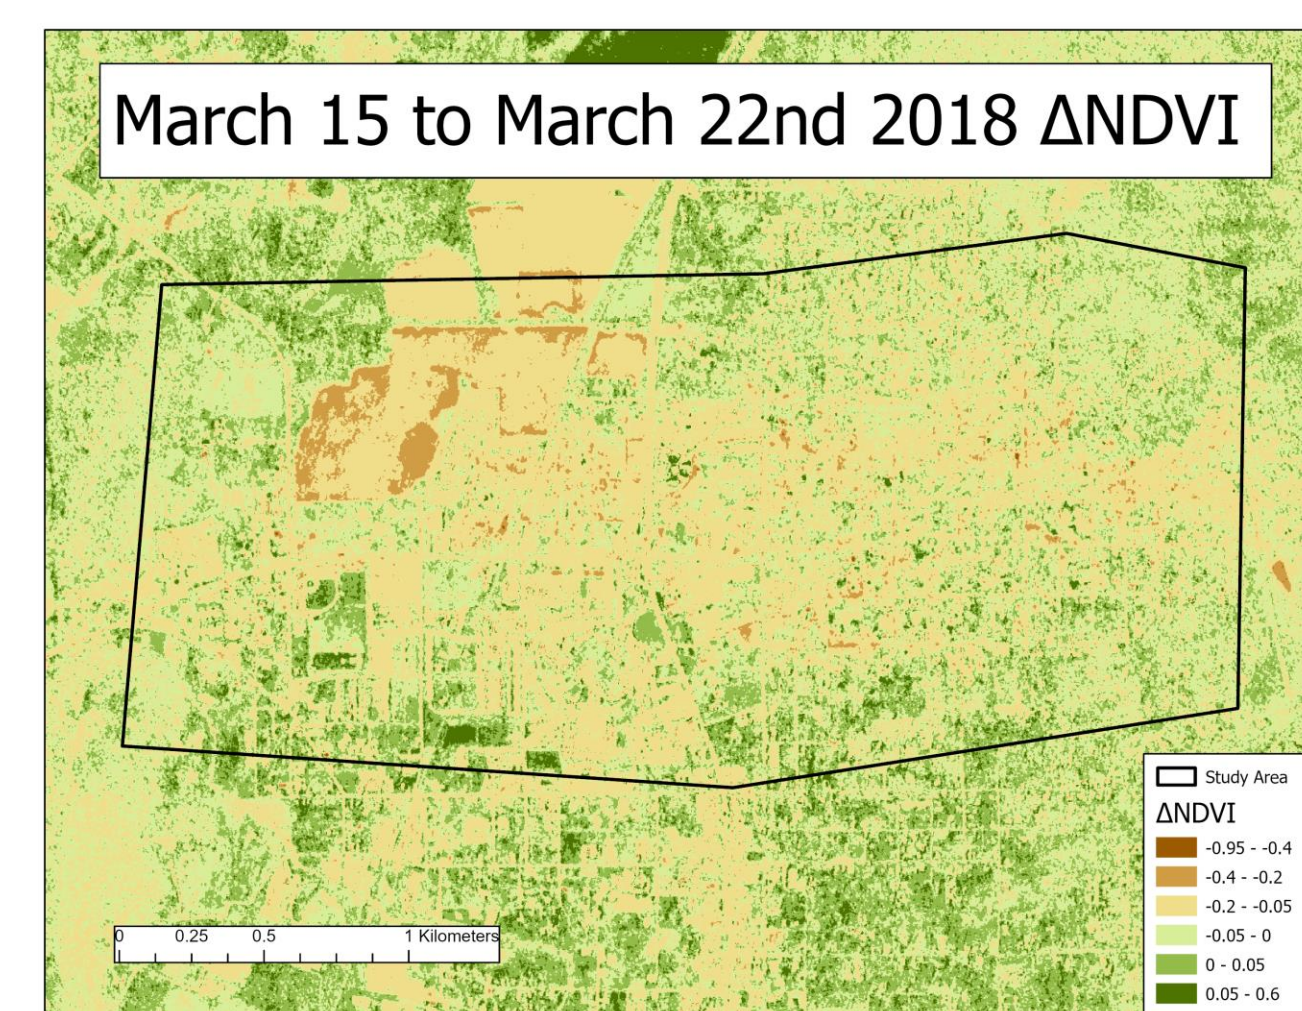 March 15 to March 22nd 2018 ΔNDVI
Study Area
ΔNDVI
-0.95 - -0.4
-0.4 - -0.2
-0.2 - -0.05
-0.05 - 0
0 - 0.05
0.05 - 0.6
0 0.25 0.5 1 Kilometers